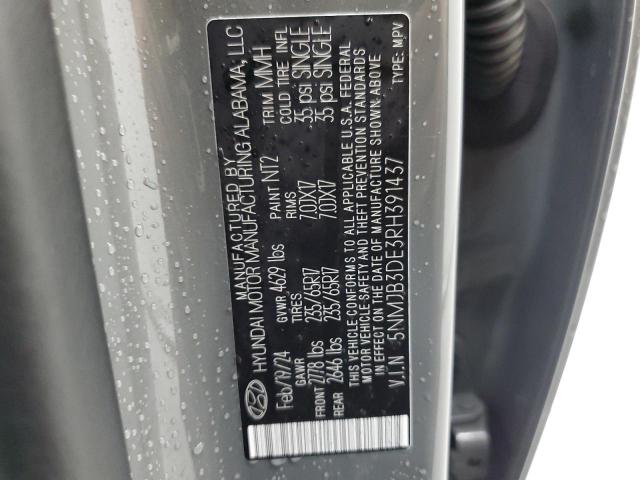 MANUFACTURED BY
HYUNDAI MOTOR MANUFACTURING ALABAMA, LLC
Feb/19/24 GVWR 4629 lbs PAINT NT2 TRIM MMH
GAWR TIRES RIMS COLD TIRE INFL
FRONT 2778 lbs 235/65R17 7.0JX17 35 psi SINGLE
REAR 2646 lbs 235/65R17 7.0JX17 35 psi SINGLE
THIS VEHICLE CONFORMS TO ALL APPLICABLE U.S.A. FEDERAL
MOTOR VEHICLE SAFETY AND THEFT PREVENTION STANDARDS
IN EFFECT ON THE DATE OF MANUFACTURE SHOWN ABOVE
V.I.N 5NMJB3DE3RH391437 TYPE: MPV